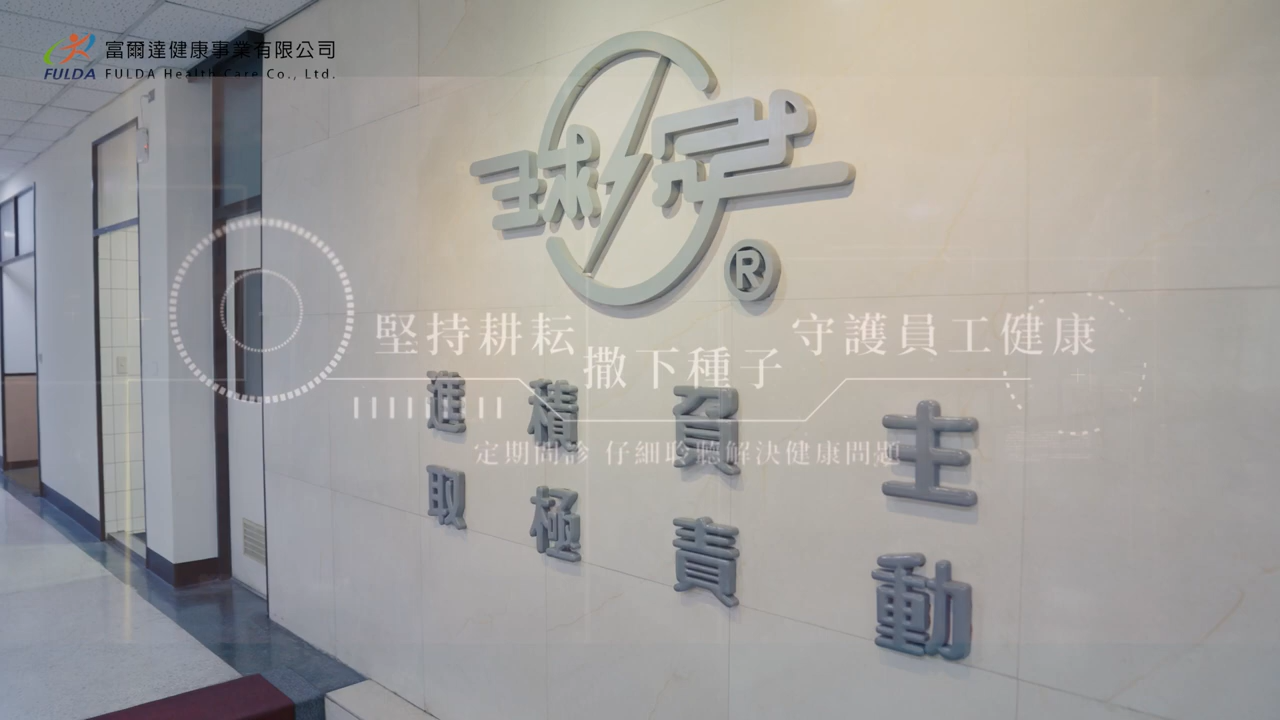 富爾達健康事業有限公司
FULDA
FULDA Health Care Co., Ltd.
®
堅持耕耘
撒下種子
守護員工健康
定期問診 仔細聆聽解決健康問題
主動
負責
積極
進取